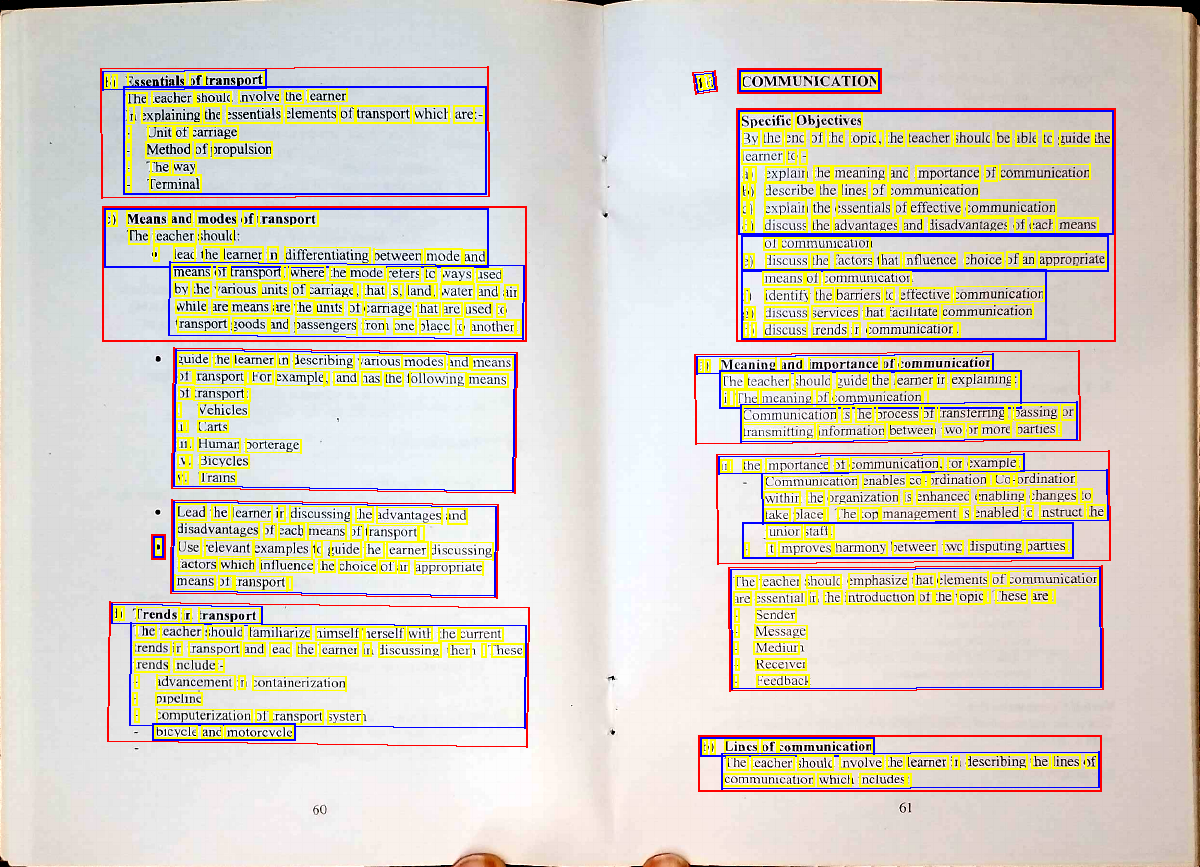 b) Essentials of transport
The teacher should involve the learner
in explaining the essentials elements of transport which are:-
- Unit of carriage
- Method of propulsion
- The way
- Terminal
c) Means and modes of transport
The teacher should:
• lead the learner in differentiating between mode and
means of transport, where the mode refers to ways used
by the various units of carriage, that is, land, water and air
while are means are the units of carriage that are used to
transport goods and passengers from one place to another.
• guide the learner in describing various modes and means
of transport. For example, and has the following means
of transport:
Vehicles
ii. Carts
iii. Human porterage
iv. Bicycles
v. Trains
• Lead the learner in discussing the advantages and
disadvantages of each means of transport.
• Use relevant examples to guide the learner discussing
factors which influence the choice of an appropriate
means of transport
d) Trends in transport
The teacher should familiarize himself/herself with the current
trends in transport and lead the learner in discussing them. These
trends include:-
- advancement in containerization
- pipeline
- computerization of transport system
- bicycle and motorcycle
-
60
COMMUNICATION
Specific Objectives
By the end of the topic, the teacher should be able to guide the
learner to:-
a) explain the meaning and importance of communication
b) describe the lines of communication
c) explain the essentials of effective communication
d) discuss the advantages and disadvantages of each means
of communication
e) discuss the factors that influence choice of an appropriate
means of communication.
f) identify the barriers to effective communication
g) discuss services that facilitate communication
h) discuss trends in communication.
a) Meaning and importance of communication
The teacher should guide the learner in explaining:
i. The meaning of communication
Communication is the process of transferring, passing or
transmitting information between two or more parties
ii. the importance of communication, for example,
- Communication enables co-ordination. Co-ordination
within the organization is enhanced enabling changes to
take place. The top management is enabled to instruct the
junior staff.
- It improves harmony between two disputing parties
The teacher should emphasize that elements of communication
are essential in the introduction of the topic. These are:
- Sender
- Message
- Medium
- Receiver
- Feedback
b) Lines of communication
The teacher should involve the learner in describing the lines of
communication which includes:
61